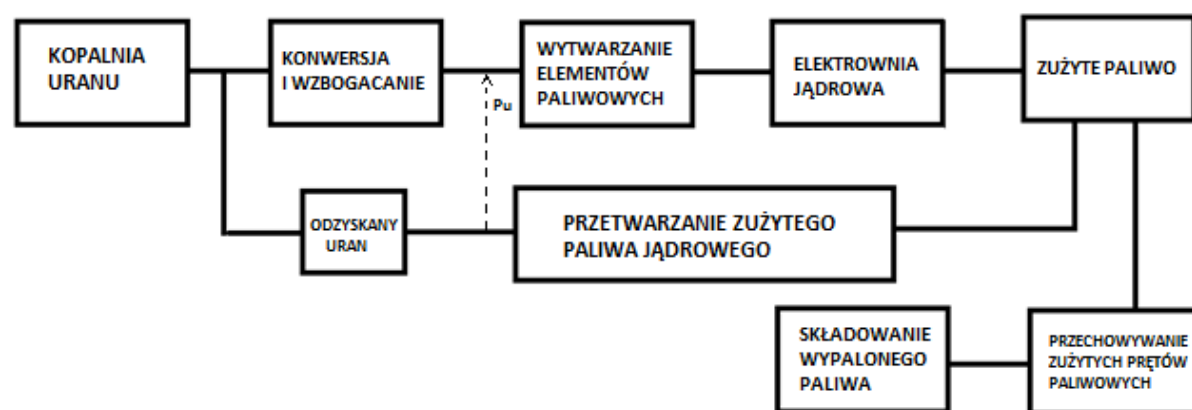 KOPALNIA
URANU
KONWERSJA
I WZBOGACANIE
WYTWARZANIE
ELEMENTÓW
PALIWOWYCH
ELEKTROWNIA
JĄDROWA
ZUŻYTE PALIWO
Pu
ODZYSKANY
URAN
PRZETWARZANIE ZUŻYTEGO
PALIWA JĄDROWEGO
SKŁADOWANIE
WYPALONEGO
PALIWA
PRZECHOWYWANIE
ZUŻYTYCH PRĘTÓW
PALIWOWYCH